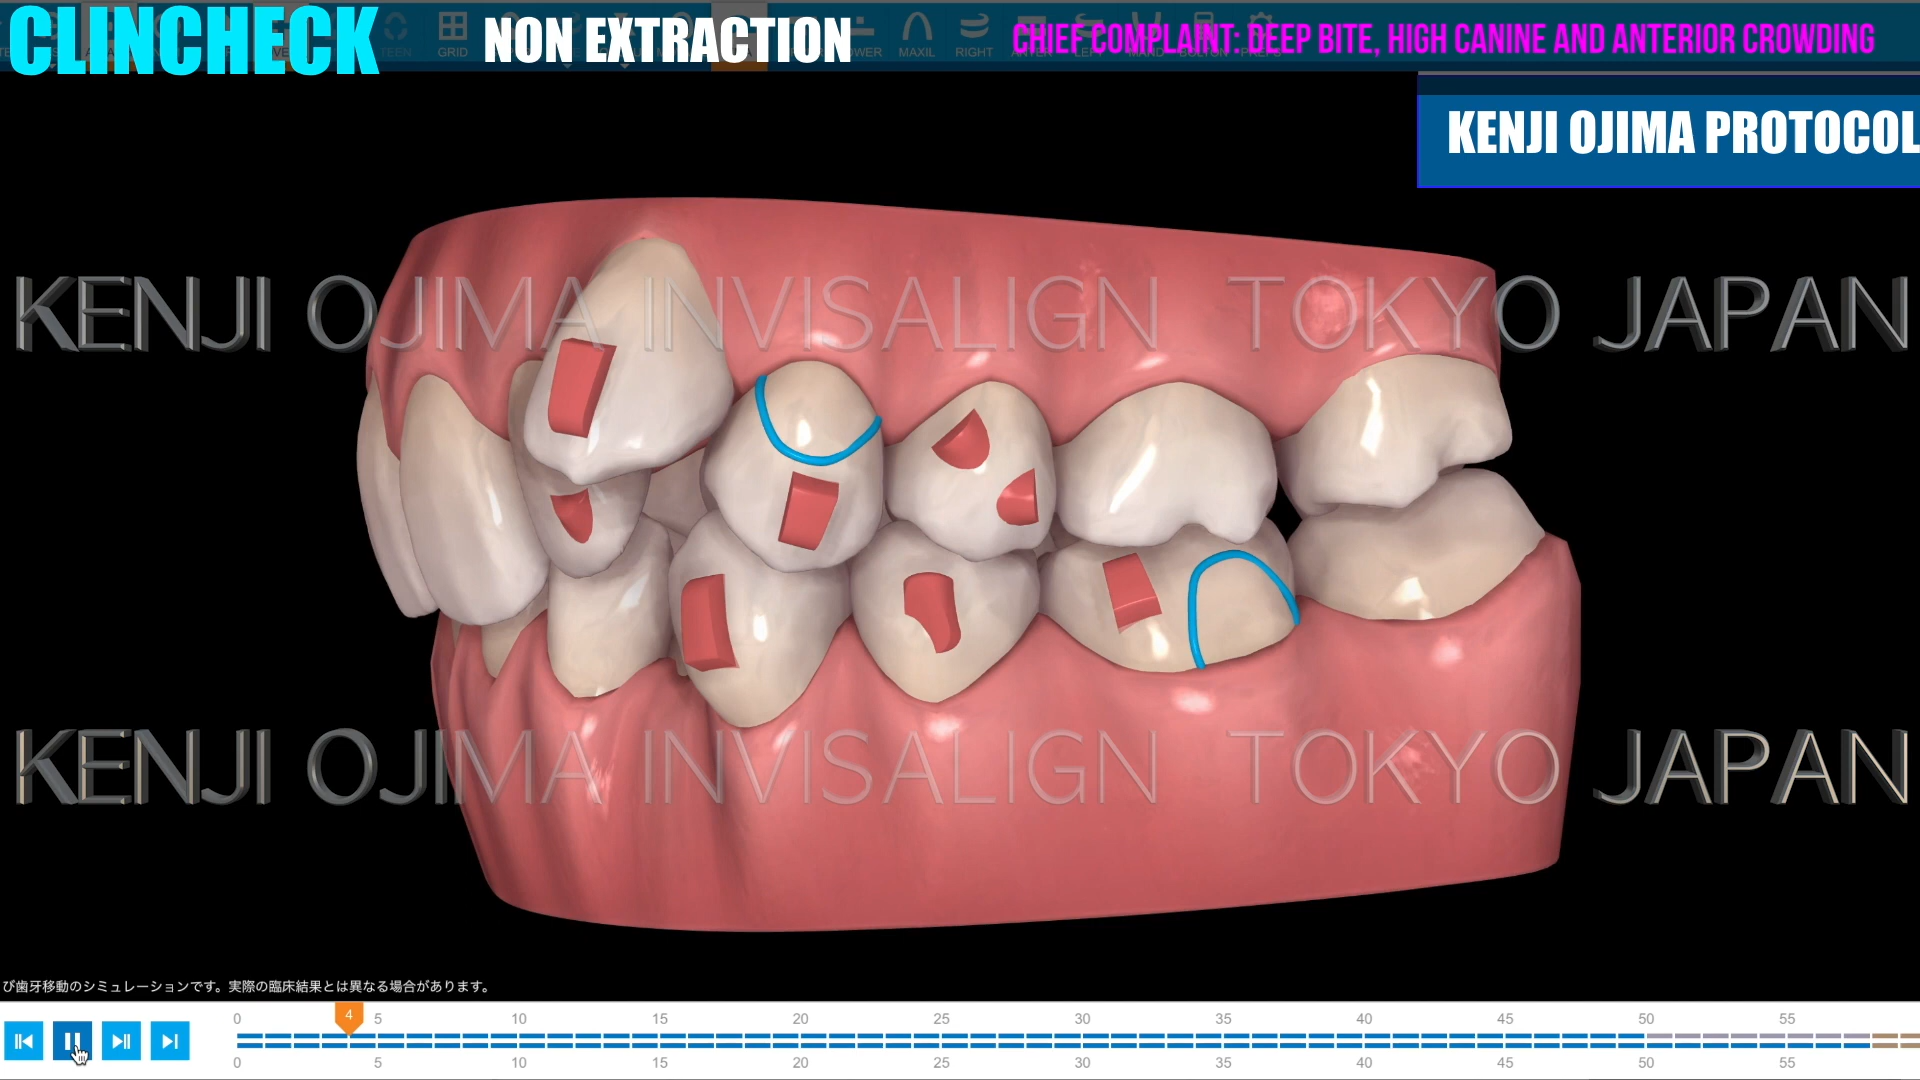 CLINCHECK
NON EXTRACTION
CHIEF COMPLAINT: DEEP BITE, HIGH CANINE AND ANTERIOR CROWDING
GRID
MAXIL
RIGHT
KENJI OJIMA PROTOCOL
KENJI OJIMA INVISALIGN TOKYO JAPAN
KENJI OJIMA INVISALIGN TOKYO JAPAN
び歯牙移動のシミュレーションです。実際の臨床結果とは異なる場合があります。
0 4 5 10 15 20 25 30 35 40 45 50 55
0 5 10 15 20 25 30 35 40 45 50 55